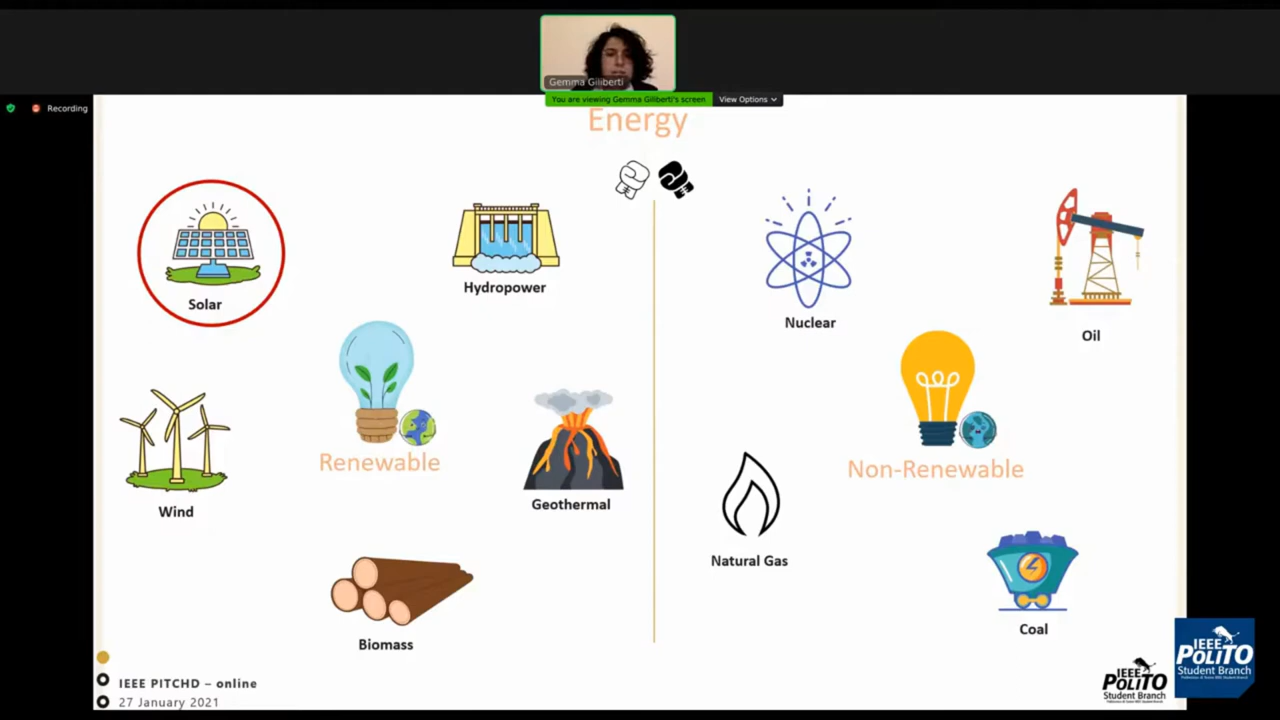 Gemma Giliberti
You are viewing Gemma Giliberti's screen
View Options
Recording
Energy
Solar
Hydropower
Nuclear
Oil
Renewable
Non-Renewable
Wind
Geothermal
Natural Gas
Biomass
Coal
IEEE PITCHD – online
27 January 2021
IEEE
POLITO
Student Branch
IEEE
POLITO
Student Branch